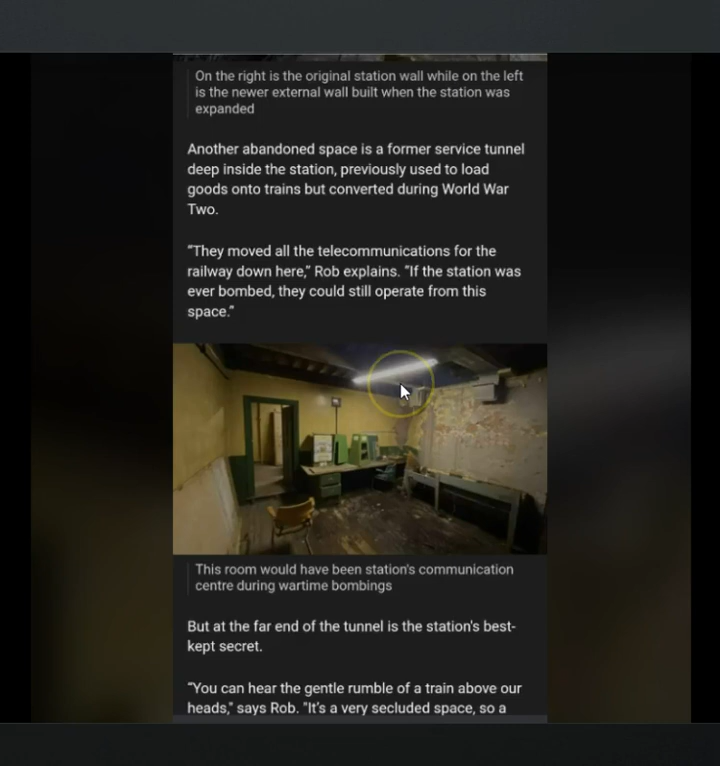 On the right is the original station wall while on the left
is the newer external wall built when the station was
expanded
Another abandoned space is a former service tunnel
deep inside the station, previously used to load
goods onto trains but converted during World War
Two.
“They moved all the telecommunications for the
railway down here,” Rob explains. “If the station was
ever bombed, they could still operate from this
space.”
This room would have been station's communication
centre during wartime bombings
But at the far end of the tunnel is the station's best-
kept secret.
“You can hear the gentle rumble of a train above our
heads,” says Rob. “It's a very secluded space, so a